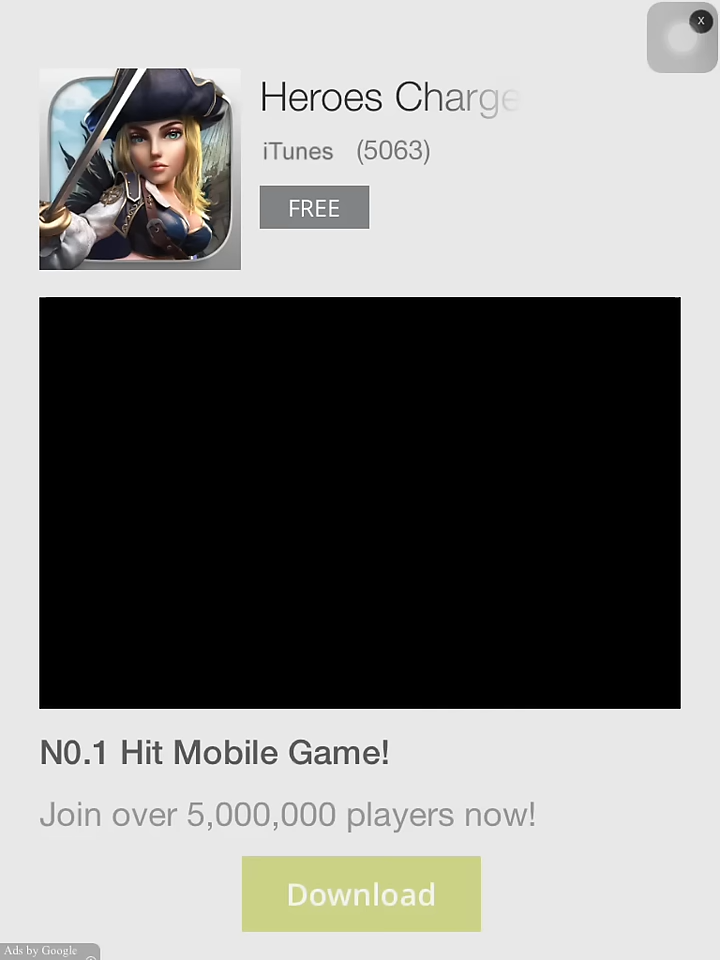 x
Heroes Charge
iTunes (5063)
FREE
N0.1 Hit Mobile Game!
Join over 5,000,000 players now!
Download
Ads by Google